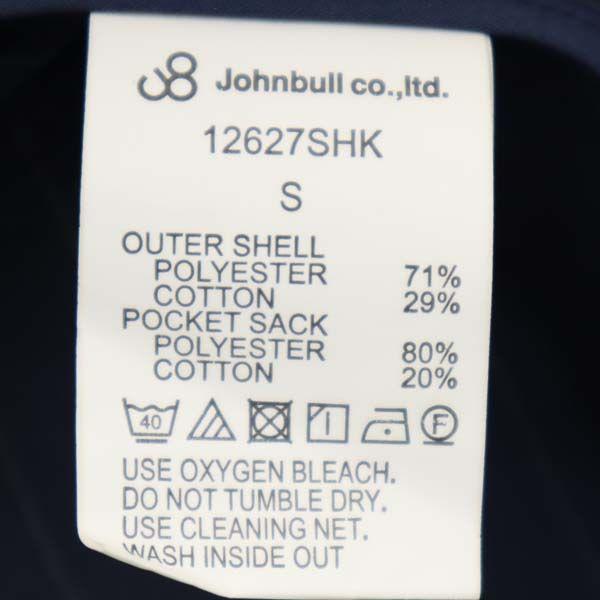 Johnbull co.,ltd.
12627SHK
S
OUTER SHELL
POLYESTER 71%
COTTON 29%
POCKET SACK
POLYESTER 80%
COTTON 20%
40 F
USE OXYGEN BLEACH.
DO NOT TUMBLE DRY.
USE CLEANING NET.
WASH INSIDE OUT